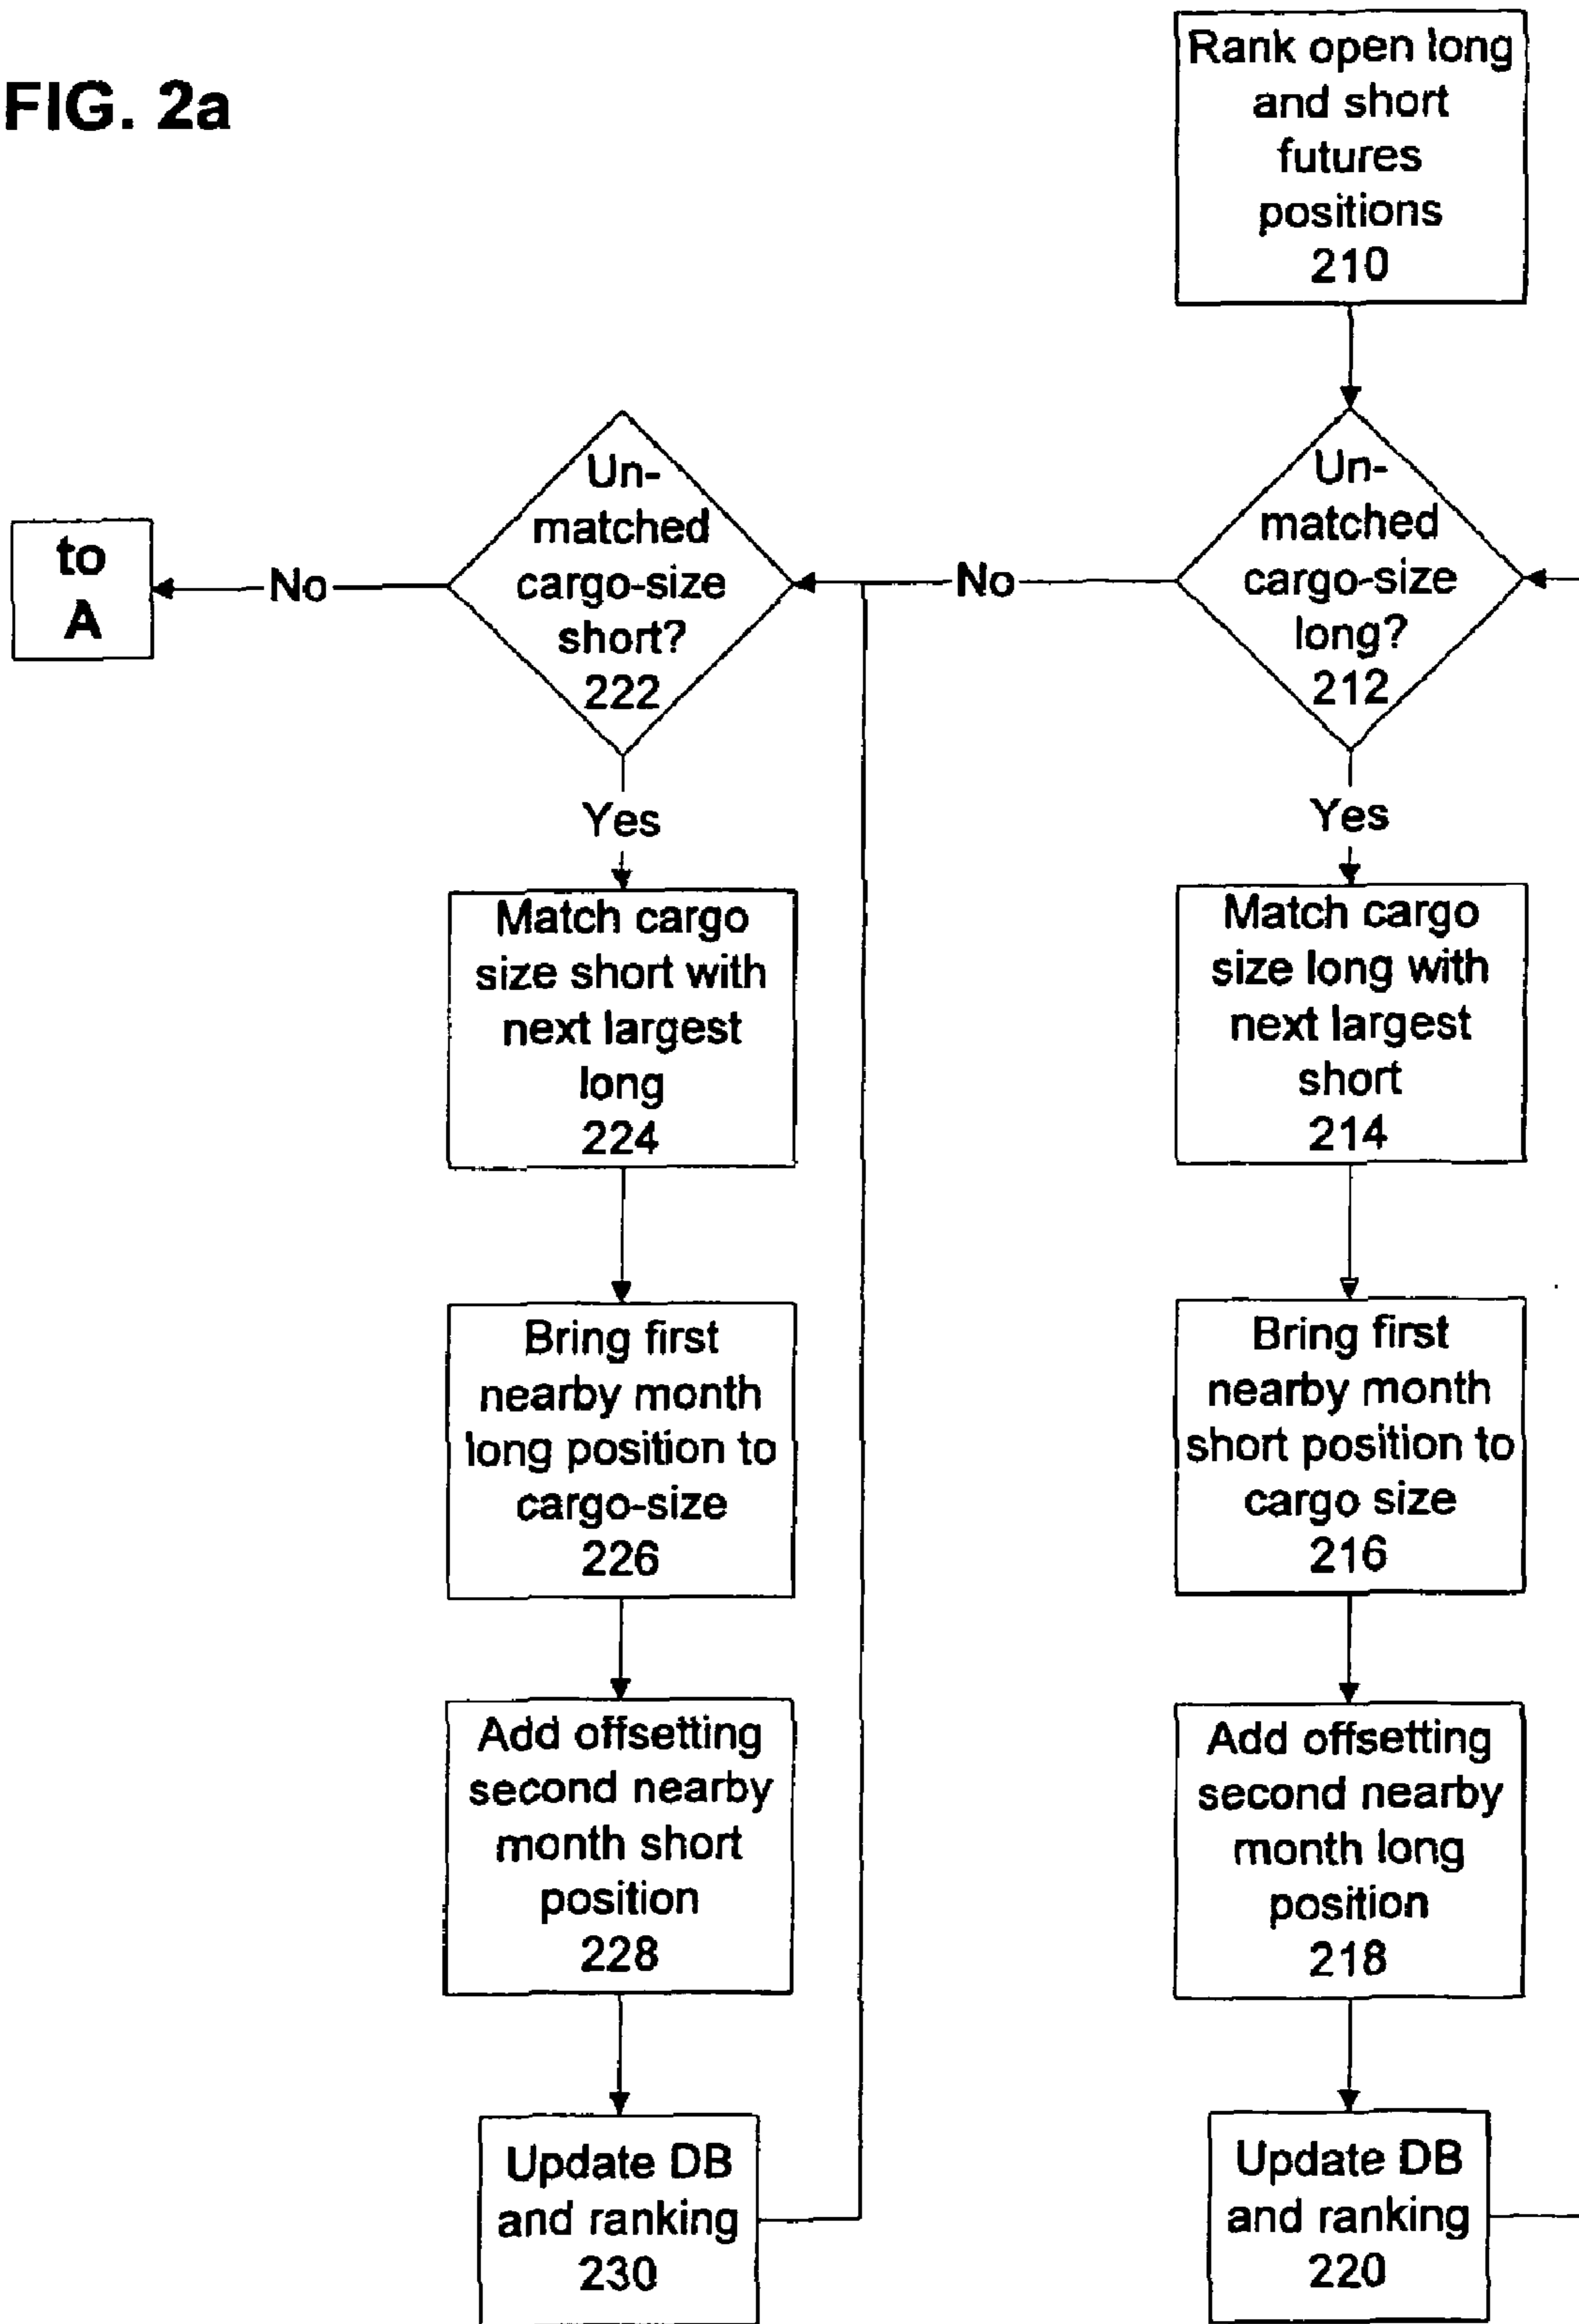 FIG. 2a
Rank open long
and short
futures
positions
210
Un-
matched
cargo-size
long?
212
No
Un-
matched
cargo-size
short?
222
No
to
A
Yes
Match cargo
size short with
next largest
long
224
Bring first
nearby month
long position to
cargo-size
226
Add offsetting
second nearby
month short
position
228
Update DB
and ranking
230
Yes
Match cargo
size long with
next largest
short
214
Bring first
nearby month
short position to
cargo size
216
Add offsetting
second nearby
month long
position
218
Update DB
and ranking
220